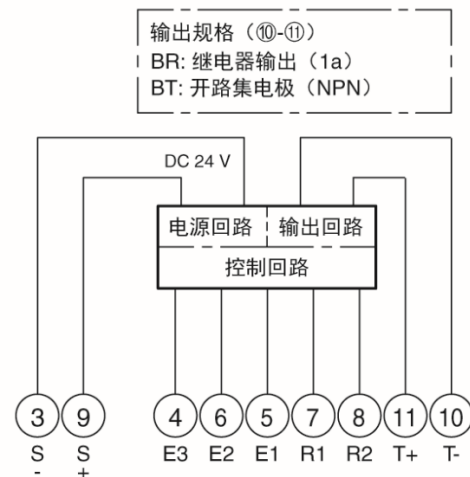 输出规格（⑩-⑪）
BR: 继电器输出（1a）
BT: 开路集电极（NPN）
DC 24 V
电源回路 输出回路
控制回路
3 9 4 6 5 7 8 11 10
S S E3 E2 E1 R1 R2 T+ T-
- +